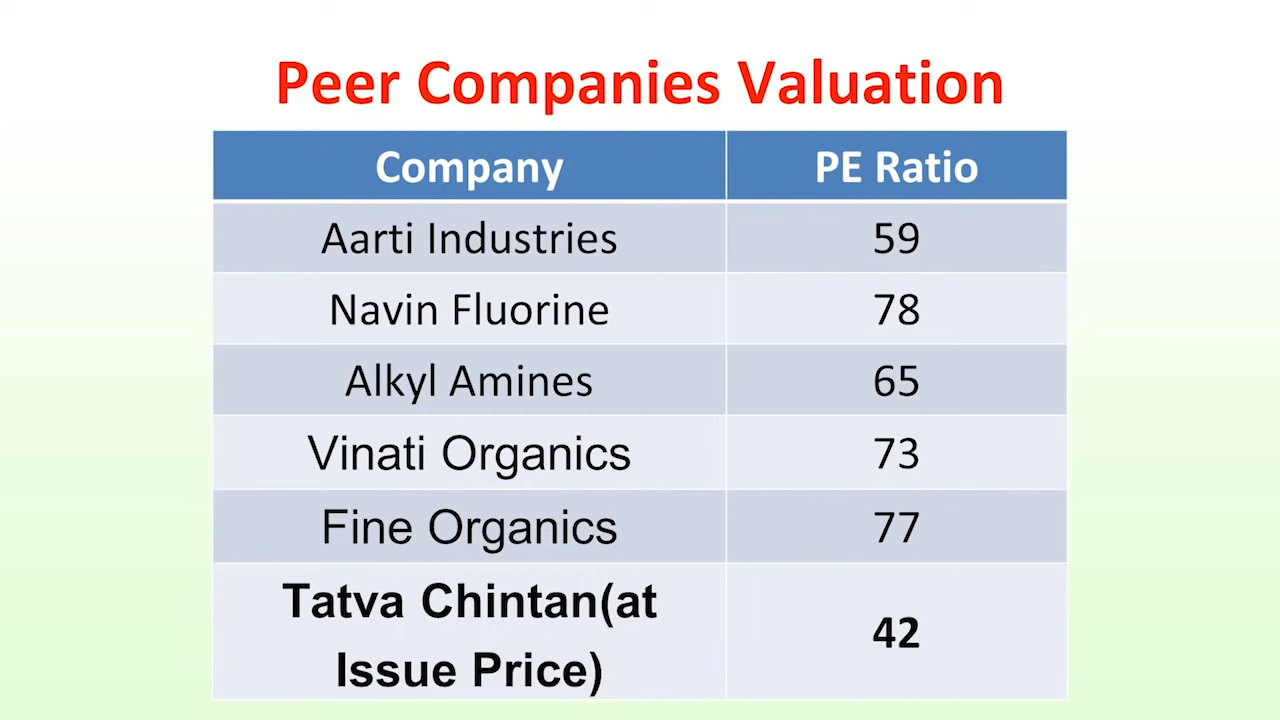 Peer Companies Valuation
Company PE Ratio
Aarti Industries 59
Navin Fluorine 78
Alkyl Amines 65
Vinati Organics 73
Fine Organics 77
Tatva Chintan(at
Issue Price) 42